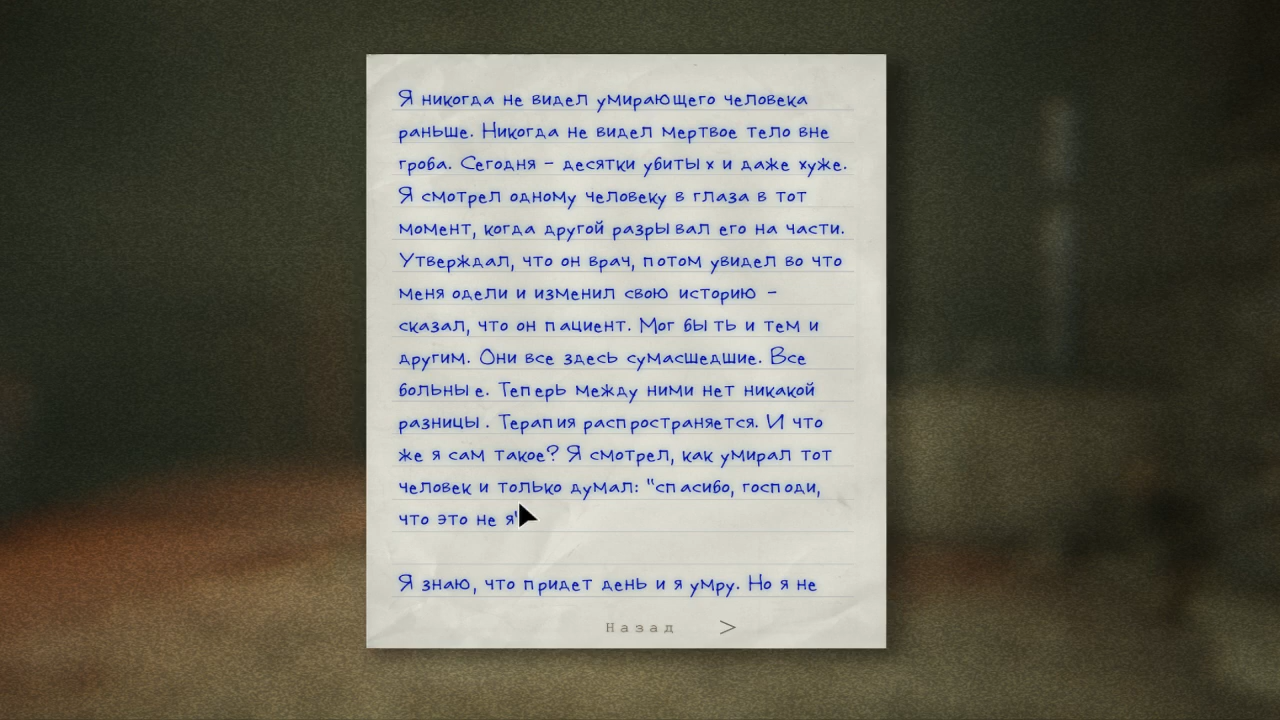 Я никогда не видел умирающего человека
раньше. Никогда не видел мертвое тело вне
гроба. Сегодня - десятки убитых и даже хуже.
Я смотрел одному человеку в глаза в тот
момент, когда другой разрывал его на части.
Утверждал, что он врач, потом увидел во что
меня одели и изменил свою историю -
сказал, что он пациент. Мог быть и тем и
другим. Они все здесь сумасшедшие. Все
больные. Теперь между ними нет никакой
разницы. Терапия распространяется. И что
же я сам такое? Я смотрел, как умирал тот
человек и только думал: "спасибо, господи,
что это не я"
Я знаю, что придет день и я умру. Но я не
Назад >